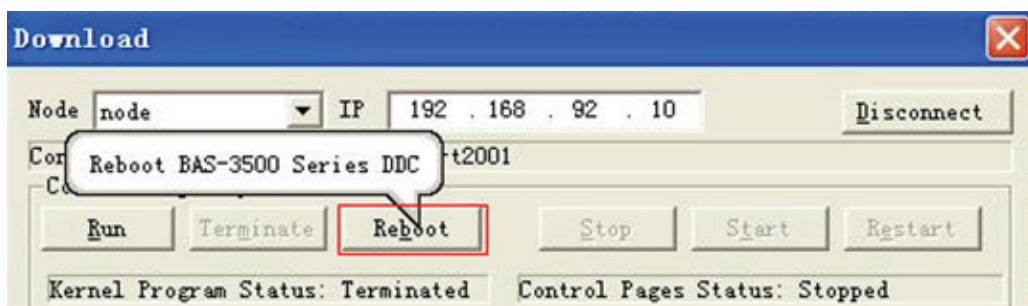 Download
Node node IP 192 . 168 . 92 . 10 Disconnect
Reboot BAS-3500 Series DDC
Run Terminate Reboot Stop Start Restart
Kernel Program Status: Terminated Control Pages Status: Stopped